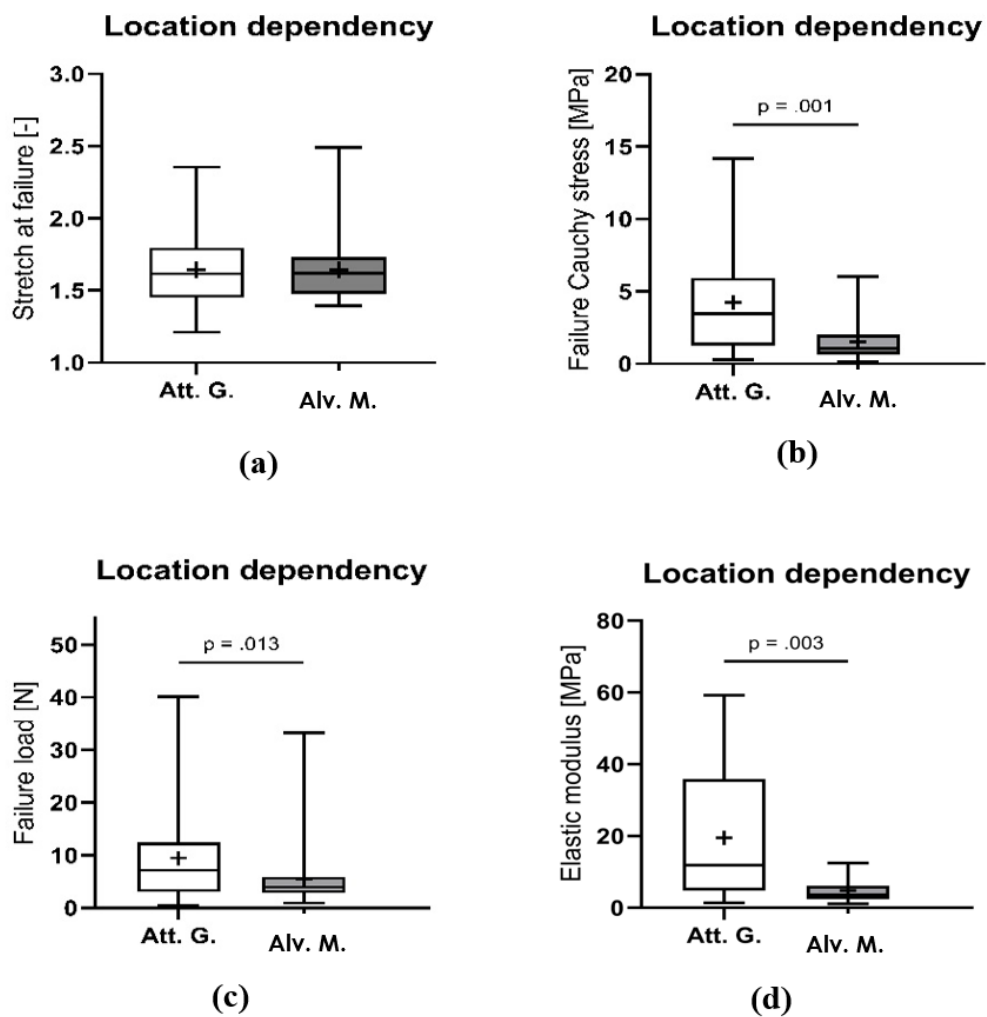 Location dependency
Stretch at failure [-]
3.0
2.5
2.0
1.5
1.0
Att. G.
Alv. M.
(a)
Location dependency
Failure Cauchy stress [MPa]
20
15
10
5
0
p = .001
Att. G.
Alv. M.
(b)
Location dependency
Failure load [N]
50
40
30
20
10
0
p = .013
Att. G.
Alv. M.
(c)
Location dependency
Elastic modulus [MPa]
80
60
40
20
0
p = .003
Att. G.
Alv. M.
(d)